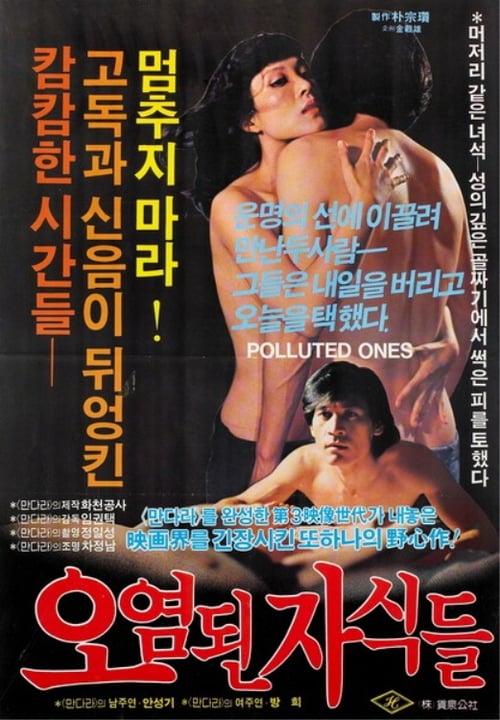 製作 朴宗瓚
企劃 金戡雄
*머저리 같은 녀석—성의 깊은 골짜기에서 썩은 피를 토했다
멈추지 마라!
고독과 신음이 뒤엉킨
캄캄한 시간들—
운명의 선에 이끌려
만난두사람—
그들은 내일을 버리고
오늘을 택했다.
POLLUTED ONES
*〈만다라〉의 제작 화천공사
*〈만다라〉의 감독 임권택
*〈만다라〉의 촬영 정일성
*〈만다라〉의 조명 차정남
〈만다라〉를 완성한 第3映像世代가 내놓은
映画界를 긴장시킨 또하나의 野心作!
오염된 자식들
*〈만다라〉의 남주연·안성기 *〈만다라〉의 여주연·방 희
H
(株)貨泉公社